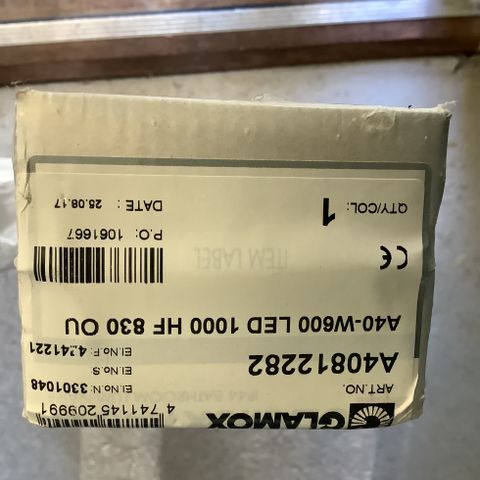 GLAMOX
4 741145 209991
ART.NO.
A40812282
El.No.N: 3301048
El.No.S
El.No.F: 4241221
A40-W600 LED 1000 HF 830 OU
CE
ITEM LABEL
P.O: 1061667
QTY/COL: 1
DATE : 25.08.17